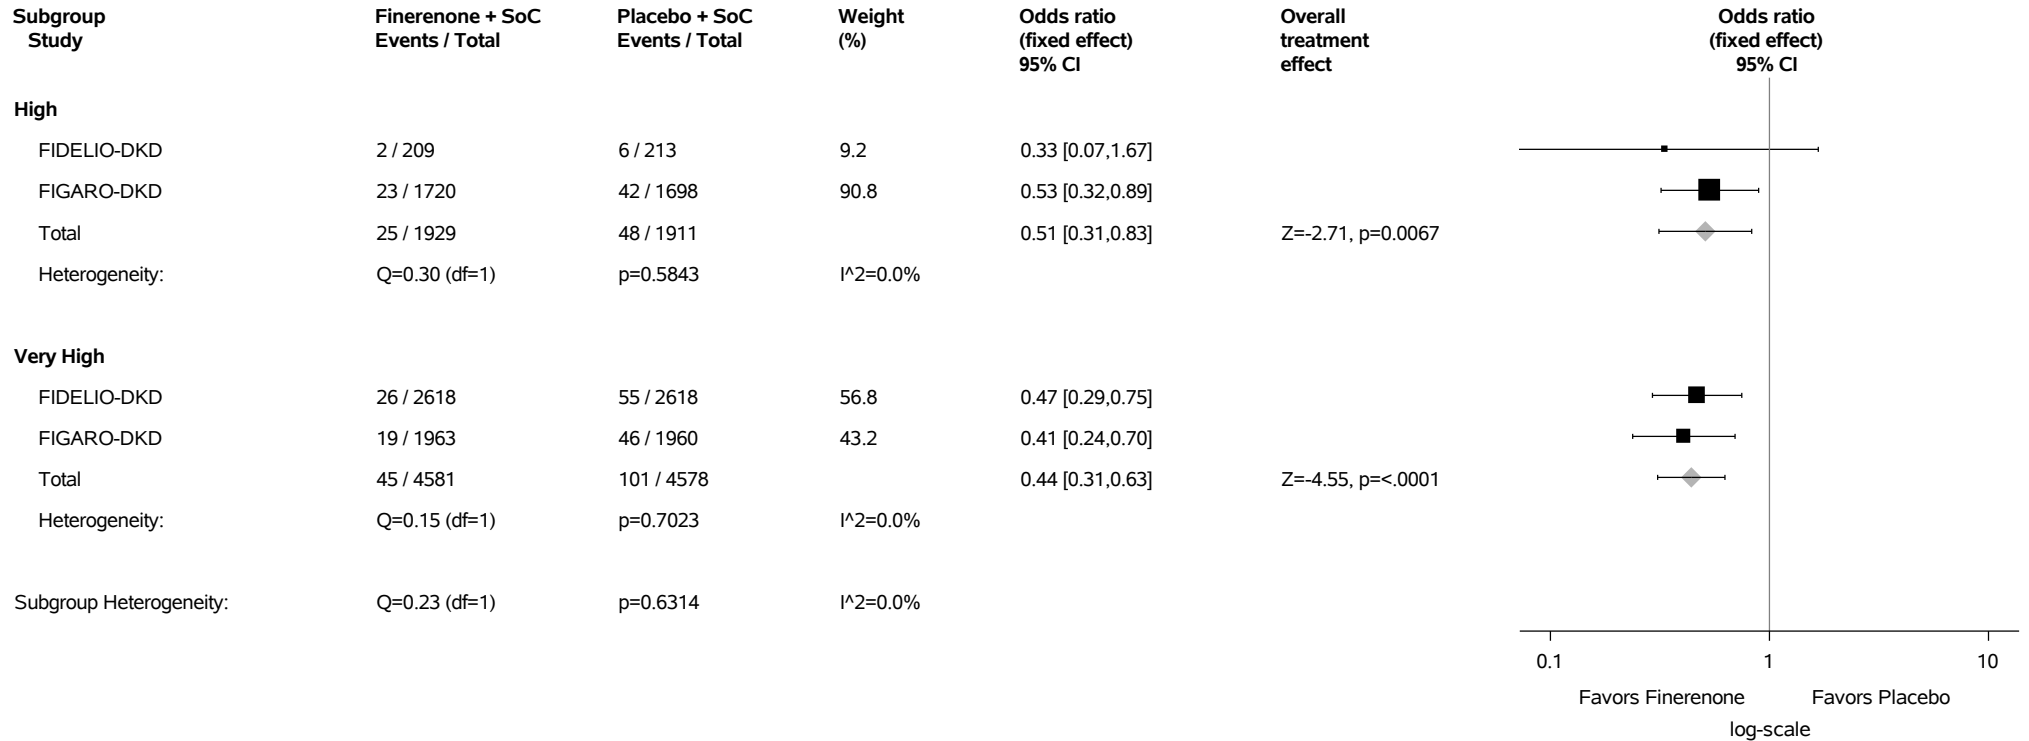 Subgroup Finerenone + SoC Placebo + SoC Weight Odds ratio Overall Odds ratio
Study Events / Total Events / Total (%) (fixed effect) treatment (fixed effect)
95% CI effect 95% CI
High
FIDELIO-DKD 2 / 209 6 / 213 9.2 0.33 [0.07,1.67]
FIGARO-DKD 23 / 1720 42 / 1698 90.8 0.53 [0.32,0.89]
Total 25 / 1929 48 / 1911 0.51 [0.31,0.83] Z=-2.71, p=0.0067
Heterogeneity: Q=0.30 (df=1) p=0.5843 I^2=0.0%
Very High
FIDELIO-DKD 26 / 2618 55 / 2618 56.8 0.47 [0.29,0.75]
FIGARO-DKD 19 / 1963 46 / 1960 43.2 0.41 [0.24,0.70]
Total 45 / 4581 101 / 4578 0.44 [0.31,0.63] Z=-4.55, p=<.0001
Heterogeneity: Q=0.15 (df=1) p=0.7023 I^2=0.0%
Subgroup Heterogeneity: Q=0.23 (df=1) p=0.6314 I^2=0.0%
0.1 1 10
Favors Finerenone Favors Placebo
log-scale